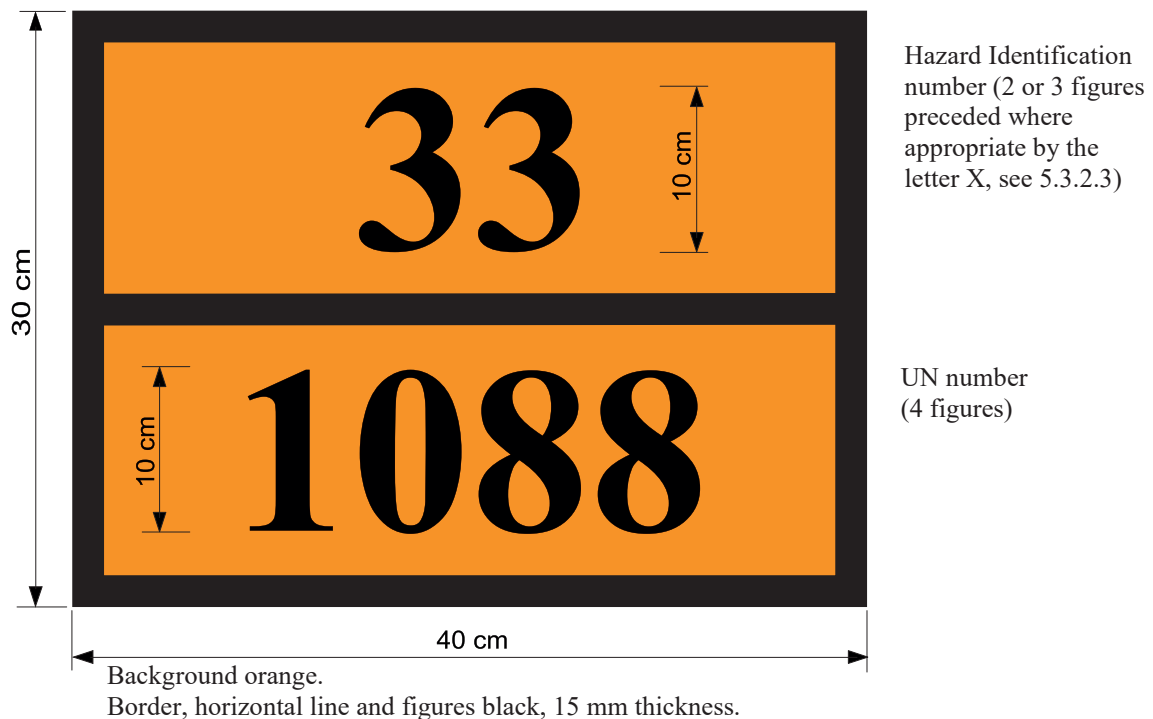 33
10 cm
Hazard Identification
number (2 or 3 figures
preceded where
appropriate by the
letter X, see 5.3.2.3)
30 cm
1088
10 cm
UN number
(4 figures)
40 cm
Background orange.
Border, horizontal line and figures black, 15 mm thickness.